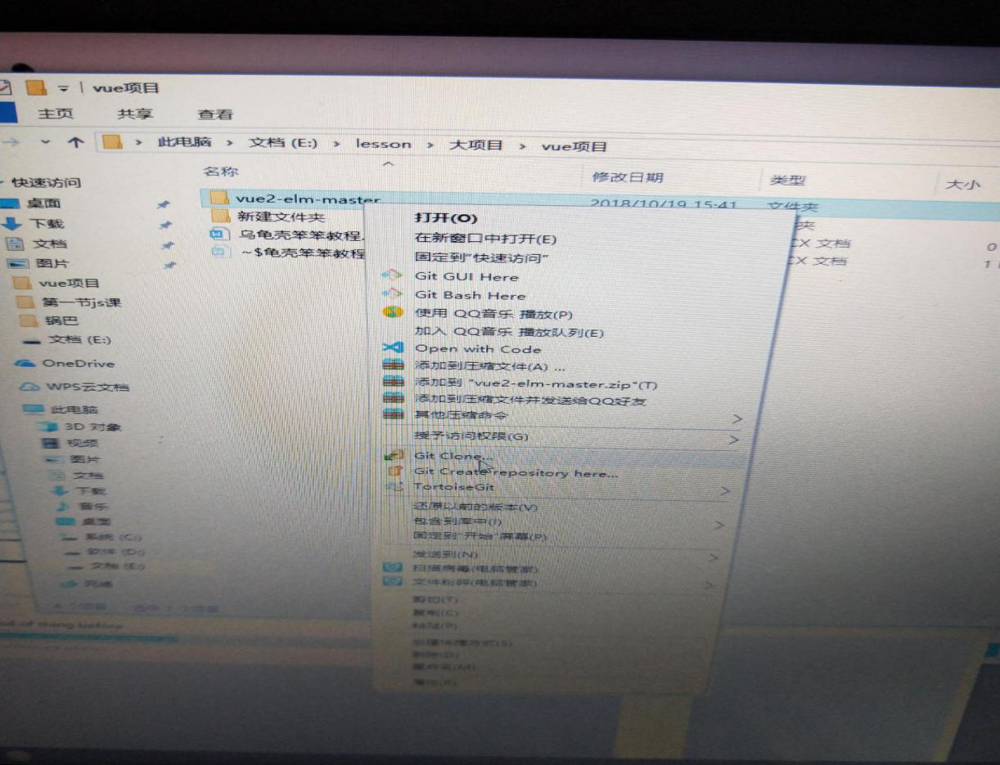 vue项目
主页 共享 查看
此电脑 文档 (E:) lesson 大项目 vue项目
名称 修改日期 类型 大小
快速访问
桌面
下载
文档
图片
vue项目
第一节js课
锅巴
文档 (E:)
OneDrive
WPS云文档
此电脑
3D 对象
视频
图片
文档
下载
音乐
桌面
系统 (C:)
软件 (D:)
文档 (E:)
网络
vue2-elm-master 2018/10/19 15:41 文件夹
新建文件夹 夹
乌龟壳笨笨教程. CX 文档 0
~$龟壳笨笨教程 CX 文档 1
打开(O)
在新窗口中打开(E)
固定到"快速访问"
Git GUI Here
Git Bash Here
使用 QQ音乐 播放(P)
加入 QQ音乐 播放队列(E)
Open with Code
添加到压缩文件(A) ...
添加到 "vue2-elm-master.zip"(T)
添加到压缩文件并发送给QQ好友
其他压缩命令
授予访问权限(G)
Git Clone...
Git Create repository here...
TortoiseGit
还原以前的版本(V)
包含到库中(I)
固定到"开始"屏幕(P)
发送到(N)
扫描病毒(电脑管家)
文件粉碎(电脑管家)
剪切(T)
复制(C)
粘贴(P)
创建快捷方式(S)
删除(D)
重命名(M)
属性(R)
of thing before